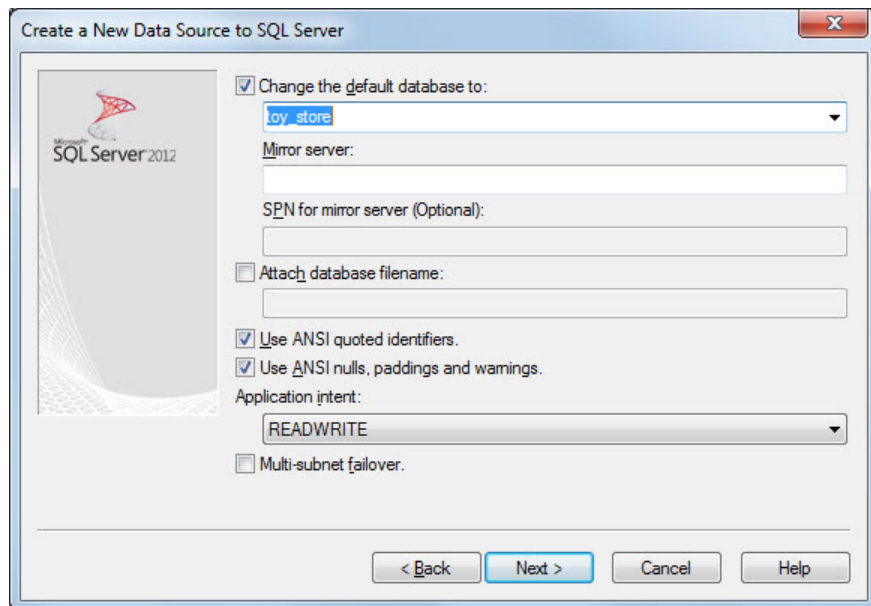 Create a New Data Source to SQL Server
Microsoft
SQL Server 2012
Change the default database to:
toy_store
Mirror server:
SPN for mirror server (Optional):
Attach database filename:
Use ANSI quoted identifiers.
Use ANSI nulls, paddings and warnings.
Application intent:
READWRITE
Multi-subnet failover.
< Back Next > Cancel Help